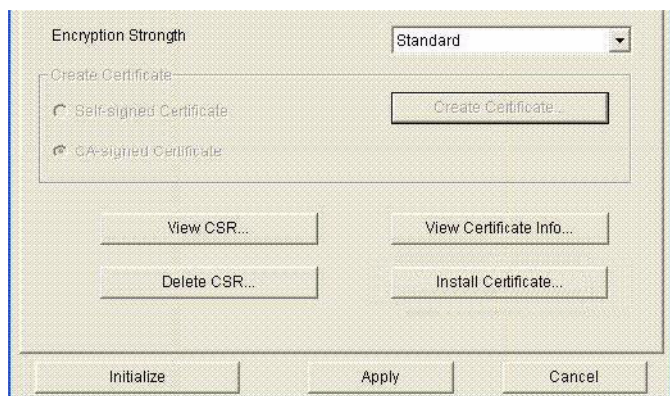 Encryption Strength Standard
Create Certificate
Self-signed Certificate Create Certificate...
CA-signed Certificate
View CSR... View Certificate Info...
Delete CSR... Install Certificate...
Initialize Apply Cancel